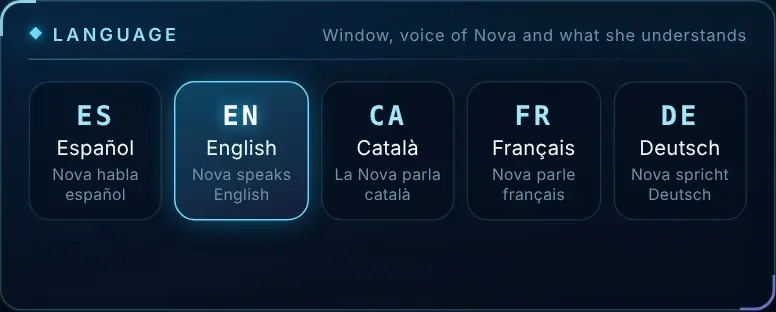 LANGUAGE
Window, voice of Nova and what she understands
ES
Español
Nova habla
español
EN
English
Nova speaks
English
CA
Català
La Nova parla
català
FR
Français
Nova parle
français
DE
Deutsch
Nova spricht
Deutsch